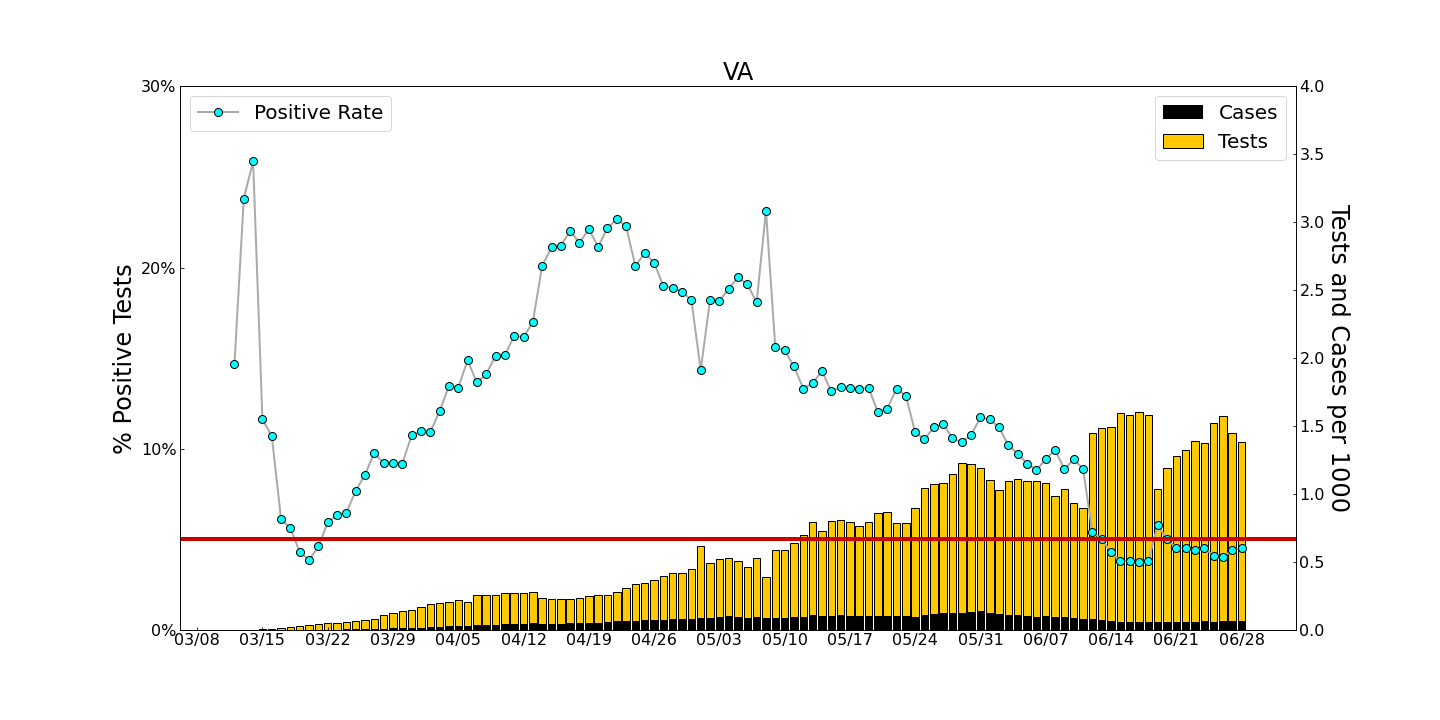 VA
30%
20%
10%
0%
% Positive Tests
Positive Rate
Cases
Tests
4.0
3.5
3.0
2.5
2.0
1.5
1.0
0.5
0.0
Tests and Cases per 1000
03/08 03/15 03/22 03/29 04/05 04/12 04/19 04/26 05/03 05/10 05/17 05/24 05/31 06/07 06/14 06/21 06/28